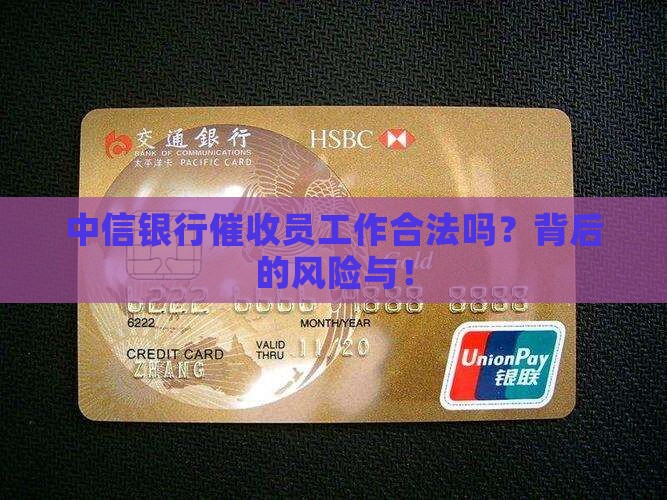 交通銀行
BANK OF COMMUNICATIONS
太平洋卡 PACIFIC CARD
HSBC
中信银行催收员工作合法吗？背后
的风险与！
Gold
6222
MONTH/YEAR
CREDIT CARD
VALID
THRU
11/20
ZHANG
UnionPay
银联